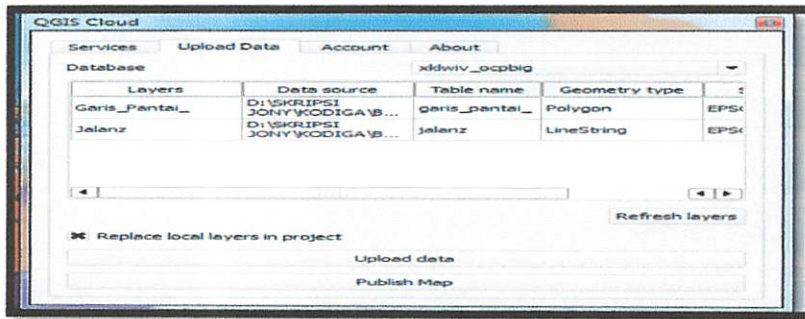 QGIS Cloud
Services Upload Data Account About
Database xldwiv_ocpbig
Layers Data source Table name Geometry type
Garis_Pantai_ D:\SKRIPSI JONY\KODIGA\B... garis_pantai_ Polygon EPS
Jalanz D:\SKRIPSI JONY\KODIGA\B... jalanz LineString EPS
Refresh layers
Replace local layers in project
Upload data
Publish Map